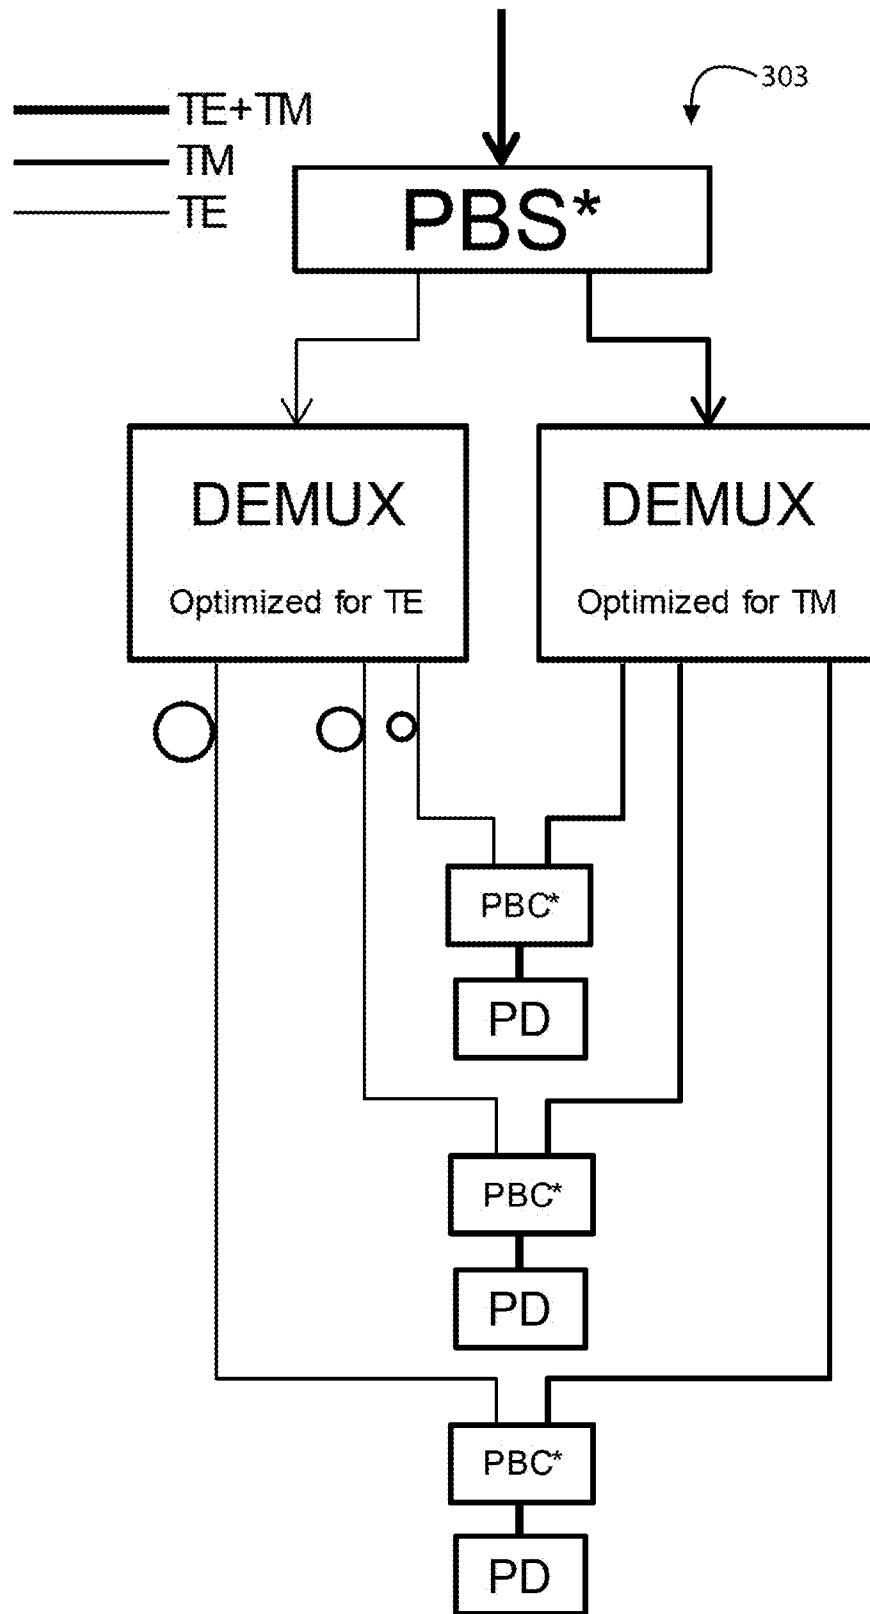 303
TE+TM
TM
TE
PBS*
DEMUX
Optimized for TE
DEMUX
Optimized for TM
PBC*
PD
PBC*
PD
PBC*
PD